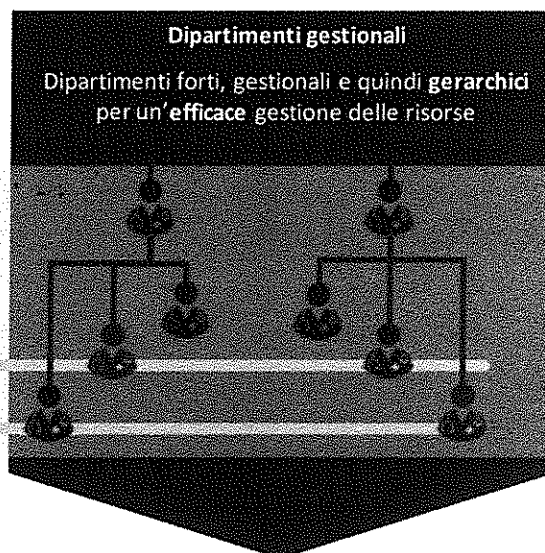 Dipartimenti gestionali
Dipartimenti forti, gestionali e quindi gerarchici
per un'efficace gestione delle risorse